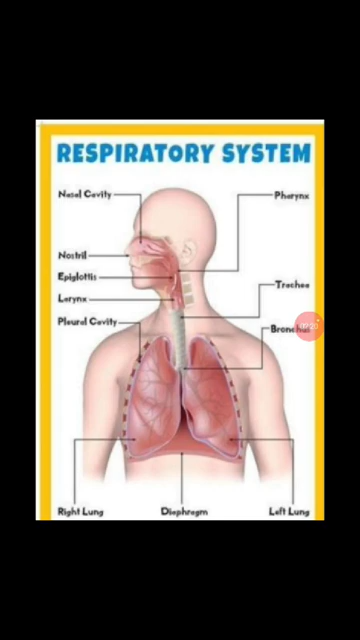 RESPIRATORY SYSTEM
Nasal Cavity
Pharynx
Nostril
Epiglottis
Trachea
Larynx
Pleural Cavity
Right Lung
Diaphragm
Left Lung